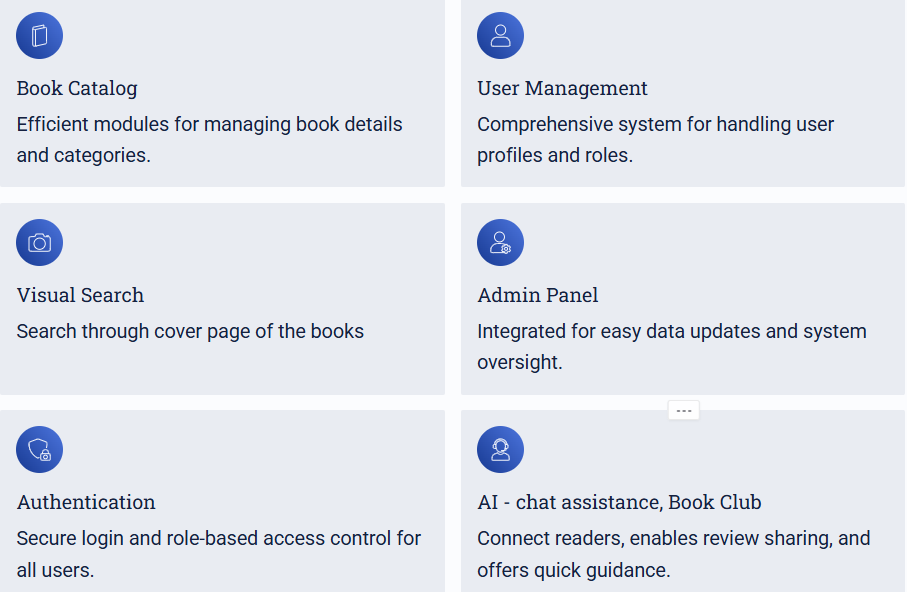 Book Catalog
Efficient modules for managing book details
and categories.
User Management
Comprehensive system for handling user
profiles and roles.
Visual Search
Search through cover page of the books
Admin Panel
Integrated for easy data updates and system
oversight.
Authentication
Secure login and role-based access control for
all users.
AI - chat assistance, Book Club
Connect readers, enables review sharing, and
offers quick guidance.